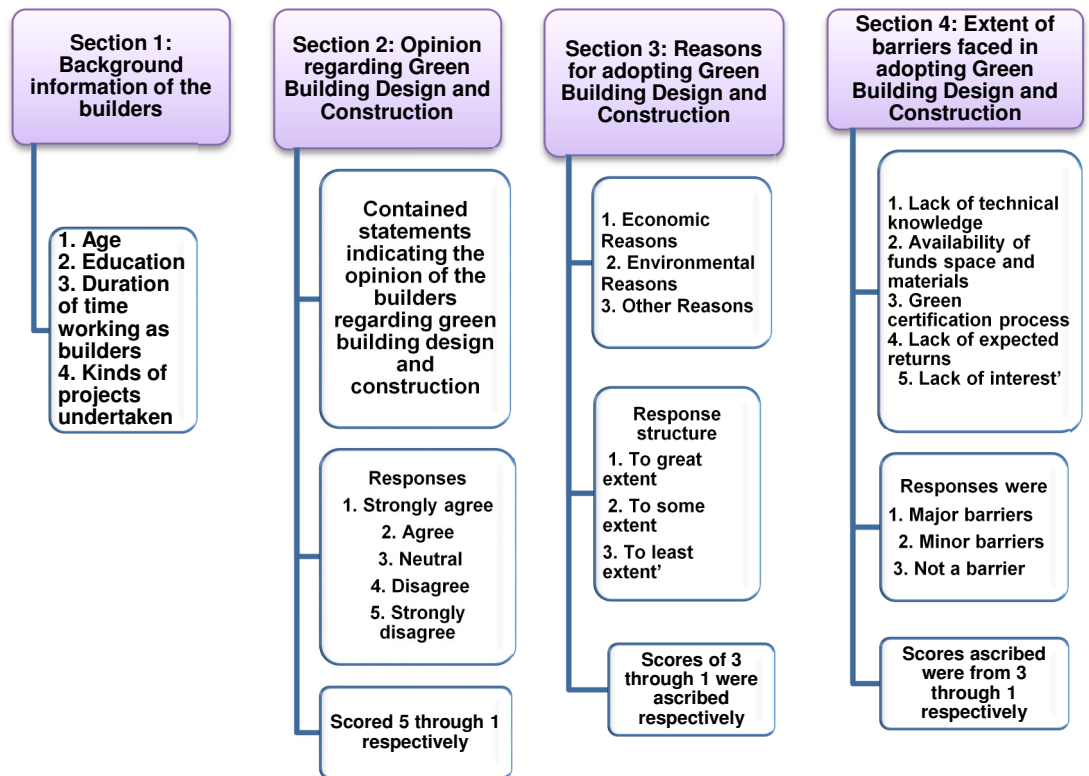 Section 1:
Background
information of the
builders
1. Age
2. Education
3. Duration
of time
working as
builders
4. Kinds of
projects
undertaken
Section 2: Opinion
regarding Green
Building Design and
Construction
Contained
statements
indicating the
opinion of the
builders
regarding green
building design
and
construction
Responses
1. Strongly agree
2. Agree
3. Neutral
4. Disagree
5. Strongly
disagree
Scored 5 through 1
respectively
Section 3: Reasons
for adopting Green
Building Design and
Construction
1. Economic
Reasons
2. Environmental
Reasons
3. Other Reasons
Response
structure
1. To great
extent
2. To some
extent
3. To least
extent’
Scores of 3
through 1 were
ascribed
respectively
Section 4: Extent of
barriers faced in
adopting Green
Building Design and
Construction
1. Lack of technical
knowledge
2. Availability of
funds space and
materials
3. Green
certification process
4. Lack of expected
returns
5. Lack of interest’
Responses were
1. Major barriers
2. Minor barriers
3. Not a barrier
Scores ascribed
were from 3
through 1
respectively